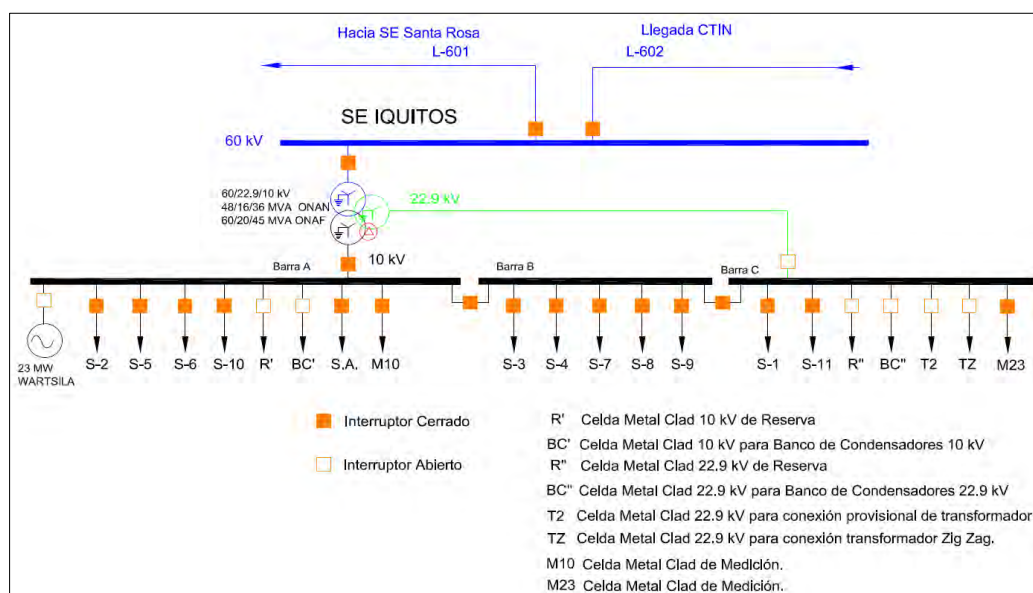 Hacia SE Santa Rosa
L-601
Llegada CTIN
L-602
SE IQUITOS
60 kV
60/22.9/10 kV
48/16/36 MVA ONAN
60/20/45 MVA ONAF
22.9 kV
10 kV
Barra A
Barra B
Barra C
23 MW
WARTSILA
S-2
S-5
S-6
S-10
R'
BC'
S.A.
M10
S-3
S-4
S-7
S-8
S-9
S-1
S-11
R"
BC"
T2
TZ
M23
Interruptor Cerrado
Interruptor Abierto
R' Celda Metal Clad 10 kV de Reserva
BC' Celda Metal Clad 10 kV para Banco de Condensadores 10 kV
R" Celda Metal Clad 22.9 kV de Reserva
BC" Celda Metal Clad 22.9 kV para Banco de Condensadores 22.9 kV
T2 Celda Metal Clad 22.9 kV para conexión provisional de transformador
TZ Celda Metal Clad 22.9 kV para conexión transformador Zig Zag.
M10 Celda Metal Clad de Medición.
M23 Celda Metal Clad de Medición.